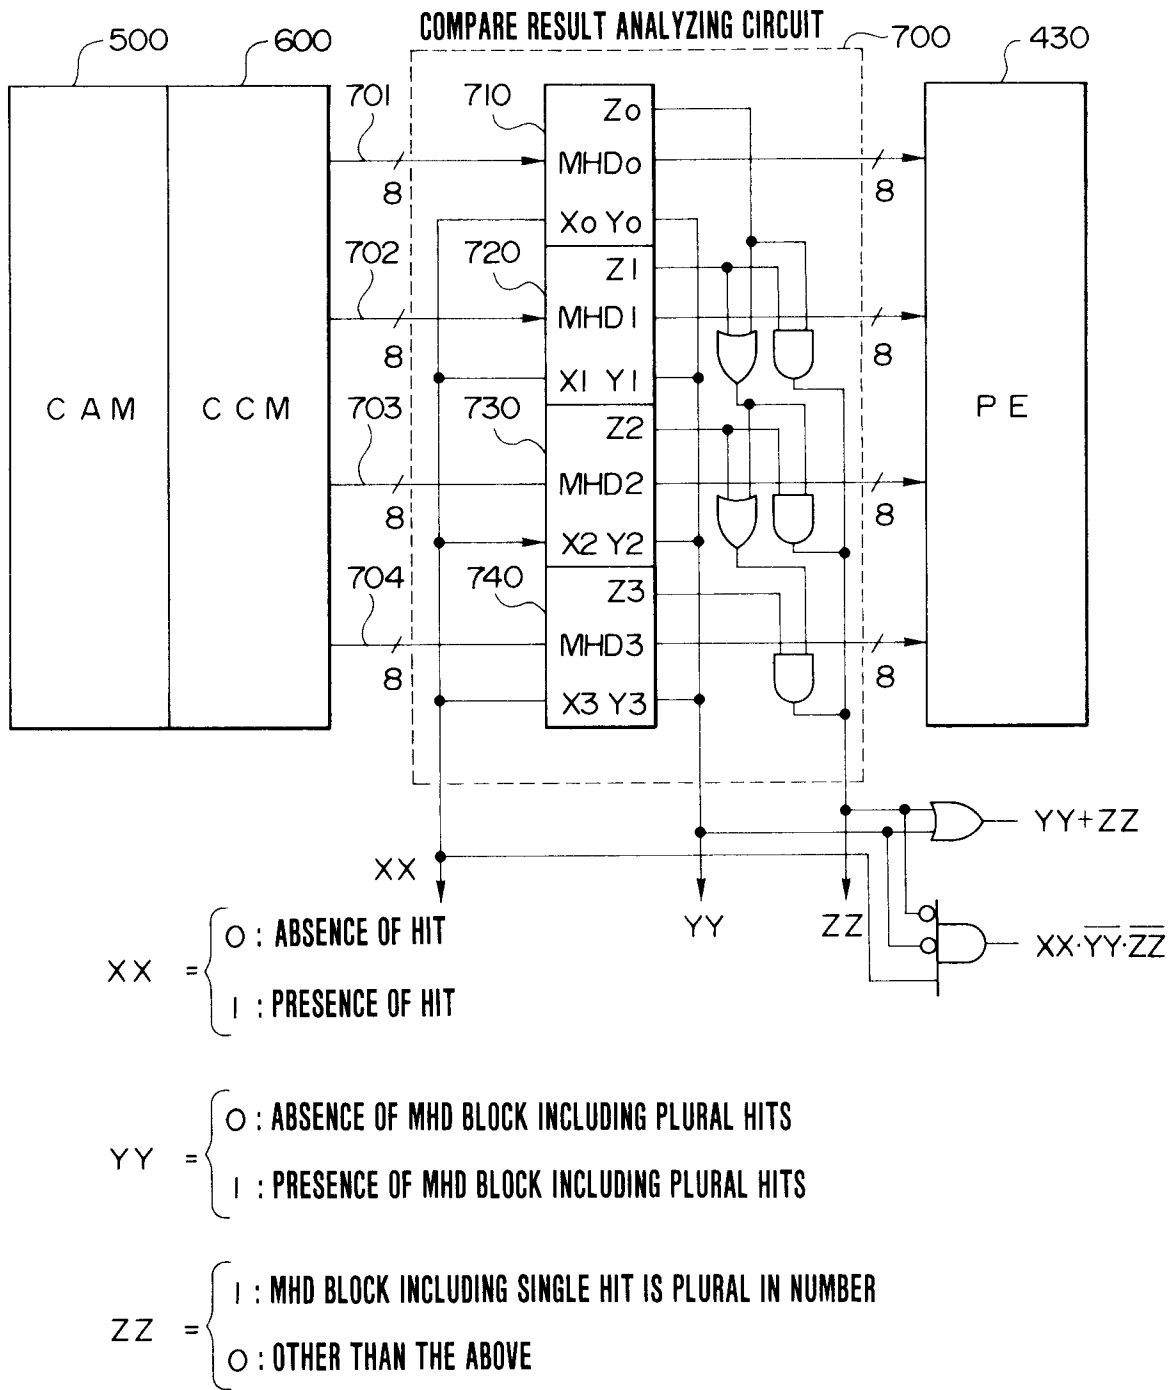 COMPARE RESULT ANALYZING CIRCUIT
500
600
700
430
701
710
Zo
MHDo
8
8
Xo Yo
702
720
Z1
MHD1
8
8
X1 Y1
CAM
CCM
PE
703
730
Z2
MHD2
8
8
X2 Y2
704
740
Z3
MHD3
8
8
X3 Y3
YY+ZZ
XX
YY
ZZ
XX·\overline{YY}·\overline{ZZ}
XX =
O : ABSENCE OF HIT
1 : PRESENCE OF HIT
YY =
O : ABSENCE OF MHD BLOCK INCLUDING PLURAL HITS
1 : PRESENCE OF MHD BLOCK INCLUDING PLURAL HITS
ZZ =
1 : MHD BLOCK INCLUDING SINGLE HIT IS PLURAL IN NUMBER
O : OTHER THAN THE ABOVE